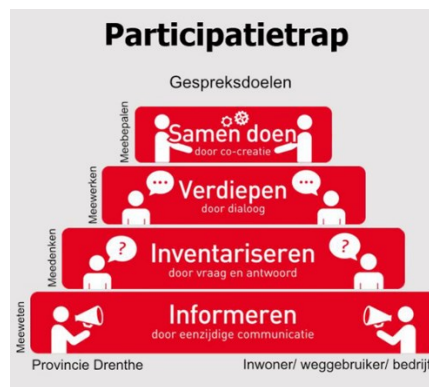 Participatietrap
Gespreksdoelen
Meebepalen
Samen doen
door co-creatie
Meewerken
...
Verdiepen
door dialoog
...
Meedenken
?
Inventariseren
door vraag en antwoord
?
Meeweten
Informeren
door eenzijdige communicatie
Provincie Drenthe
Inwoner/ weggebruiker/ bedrijf